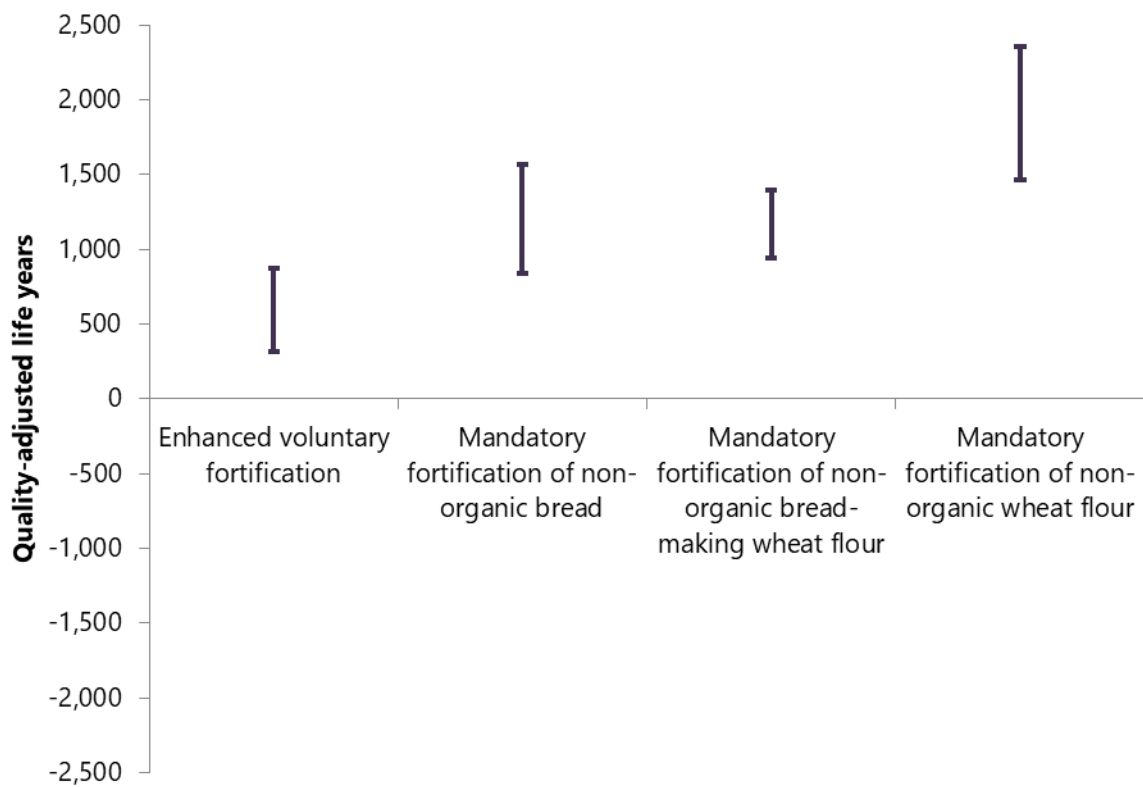 2,500
2,000
1,500
1,000
500
0
-500
-1,000
-1,500
-2,000
-2,500
Quality-adjusted life years
Enhanced voluntary
fortification
Mandatory
fortification of non-
organic bread
Mandatory
fortification of non-
organic bread-
making wheat flour
Mandatory
fortification of non-
organic wheat flour